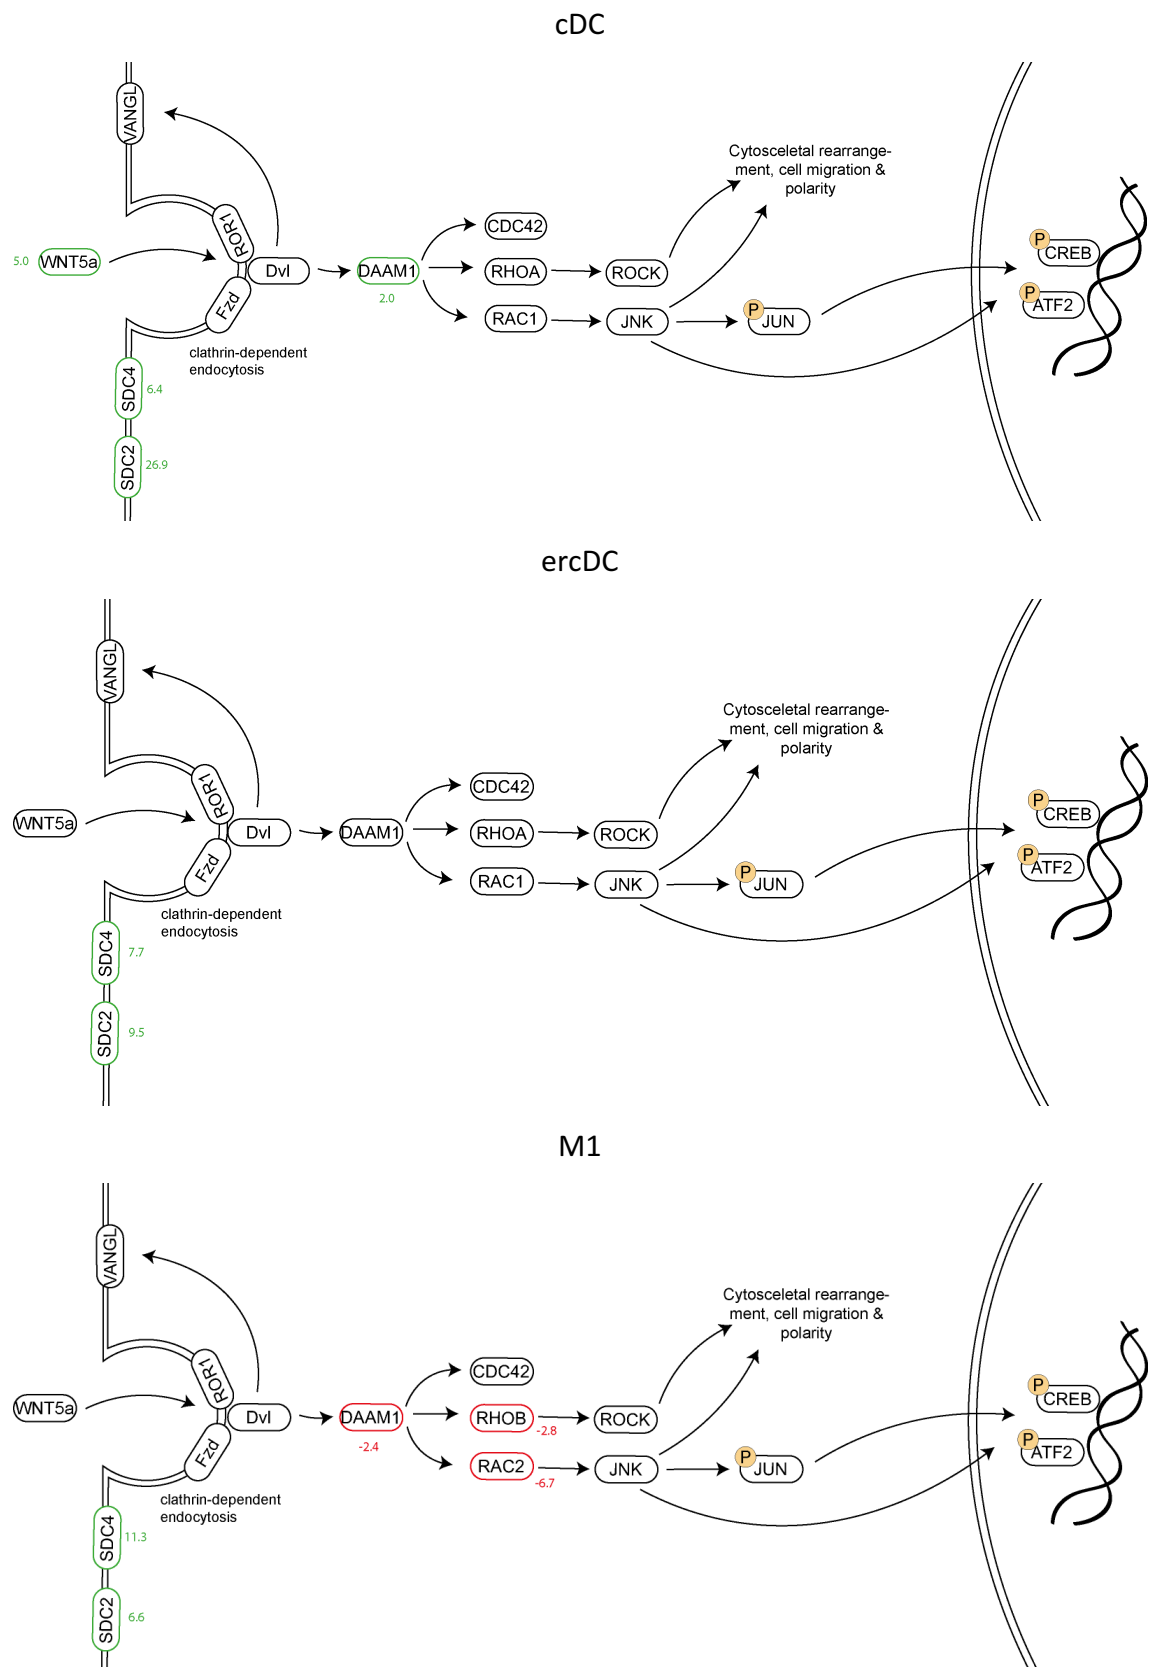 cDC
VANGL
Cytosceletal rearrange-
ment, cell migration &
polarity
ROR1
CDC42
P
CREB
5.0
WNT5a
Dvl
DAAM1
RHOA
ROCK
2.0
P
ATF2
Fzd
RAC1
JNK
P
JUN
clathrin-dependent
endocytosis
SDC4
6.4
SDC2
26.9
ercDC
VANGL
Cytosceletal rearrange-
ment, cell migration &
polarity
ROR1
CDC42
P
CREB
WNT5a
Dvl
DAAM1
RHOA
ROCK
P
ATF2
Fzd
RAC1
JNK
P
JUN
clathrin-dependent
endocytosis
SDC4
7.7
SDC2
9.5
M1
VANGL
Cytosceletal rearrange-
ment, cell migration &
polarity
ROR1
CDC42
P
CREB
WNT5a
Dvl
DAAM1
-2.4
RHOB
-2.8
ROCK
P
ATF2
Fzd
RAC2
-6.7
JNK
P
JUN
clathrin-dependent
endocytosis
SDC4
11.3
SDC2
6.6